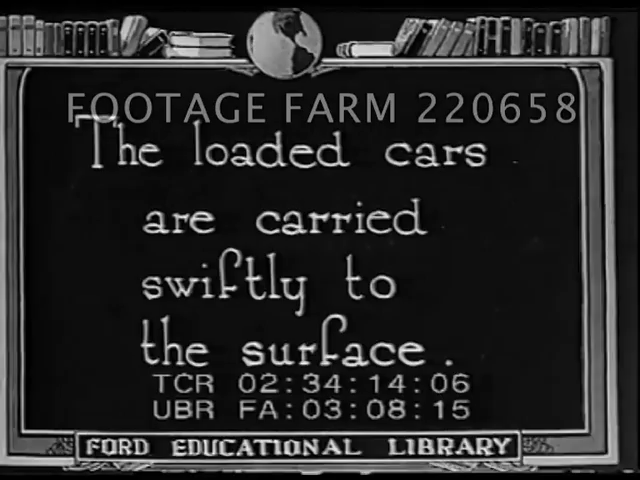 FOOTAGE FARM 220658
The loaded cars
are carried
swiftly to
the surface.
TCR 02:34:14:06
UBR FA:03:08:15
FORD EDUCATIONAL LIBRARY